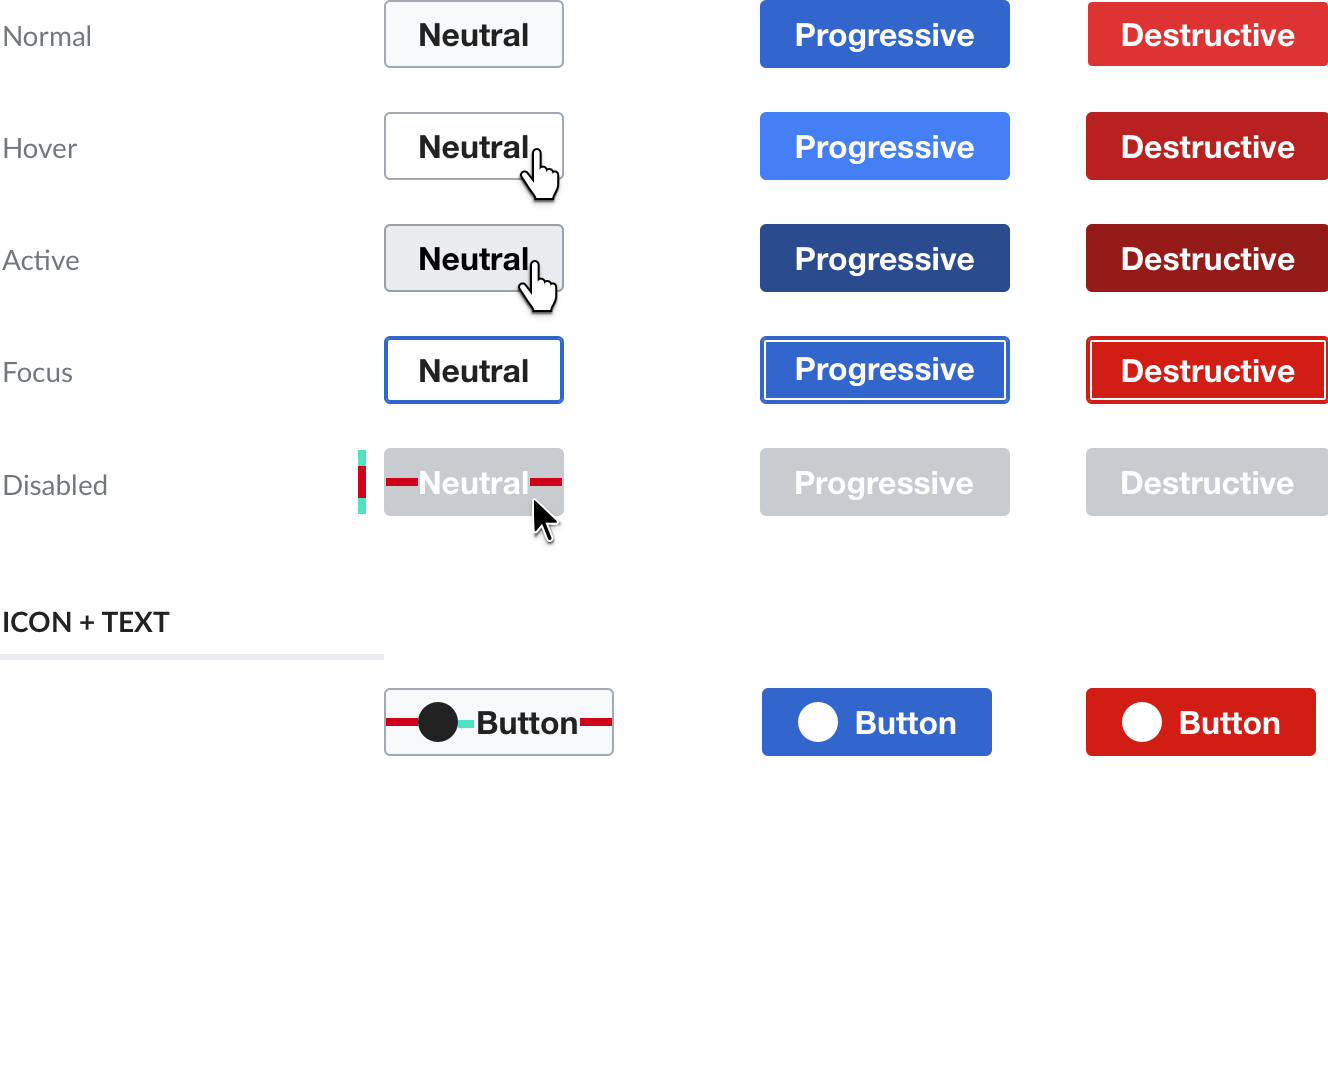 Normal Neutral Progressive Destructive
Hover Neutral Progressive Destructive
Active Neutral Progressive Destructive
Focus Neutral Progressive Destructive
Disabled Neutral Progressive Destructive
ICON + TEXT
Button Button Button